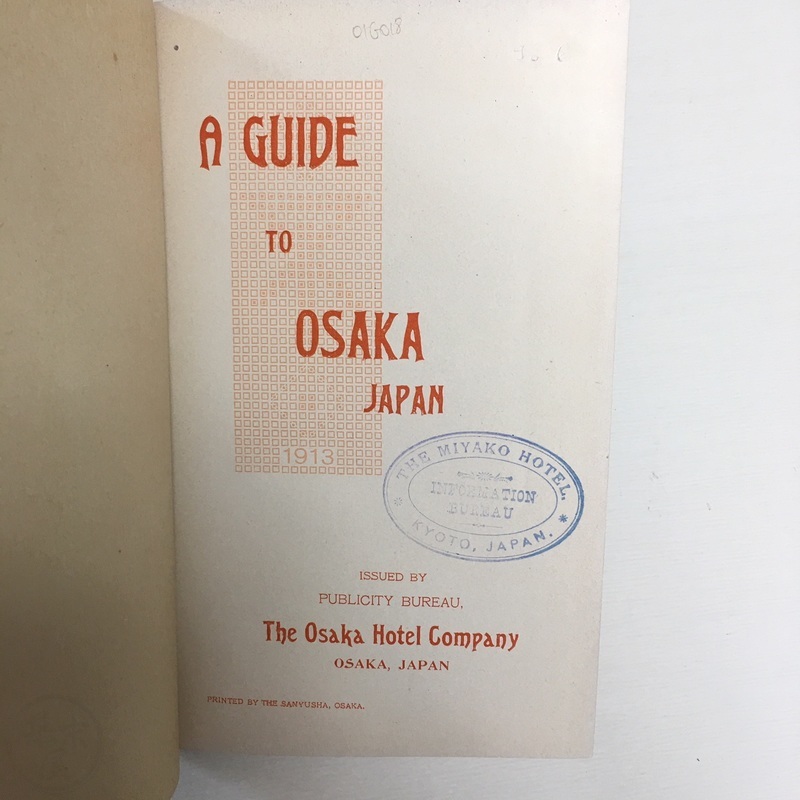 01G018
A GUIDE
TO
OSAKA
JAPAN
1913
THE MIYAKO HOTEL,
INFORMATION
BUREAU
KYOTO, JAPAN.
ISSUED BY
PUBLICITY BUREAU,
The Osaka Hotel Company
OSAKA, JAPAN
PRINTED BY THE SANYUSHA, OSAKA.